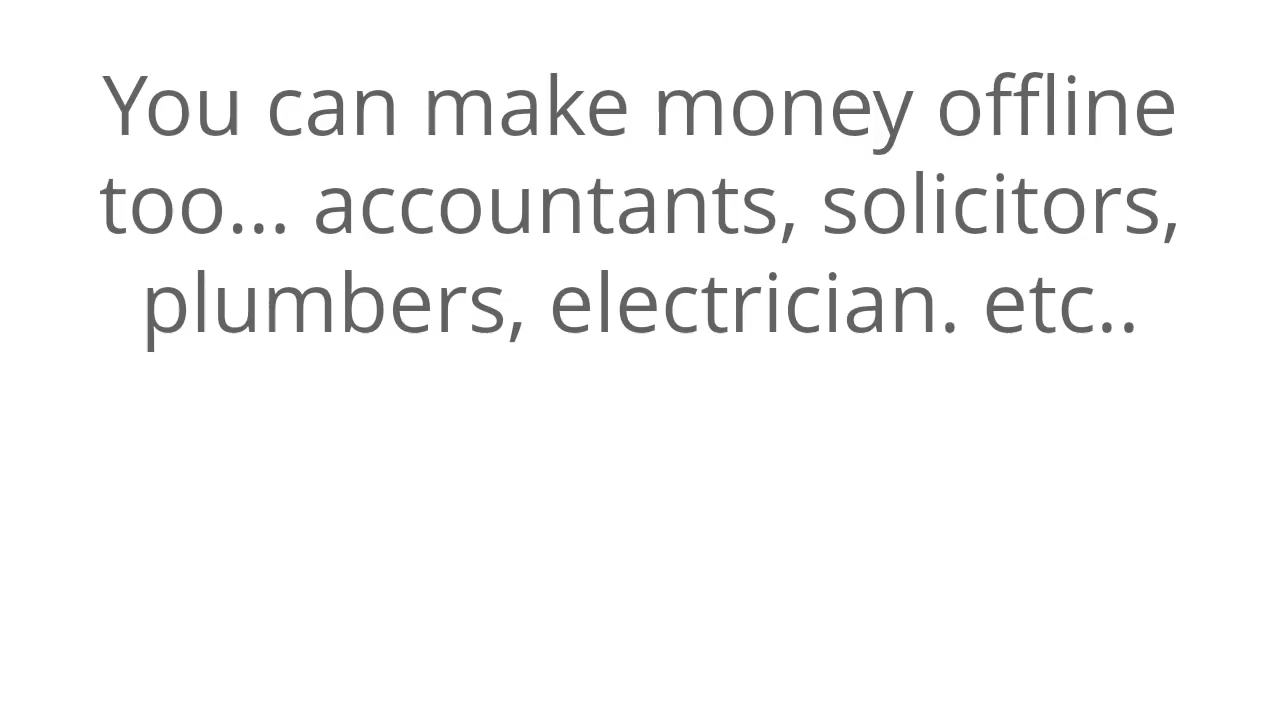 You can make money offline
too... accountants, solicitors,
plumbers, electrician. etc..